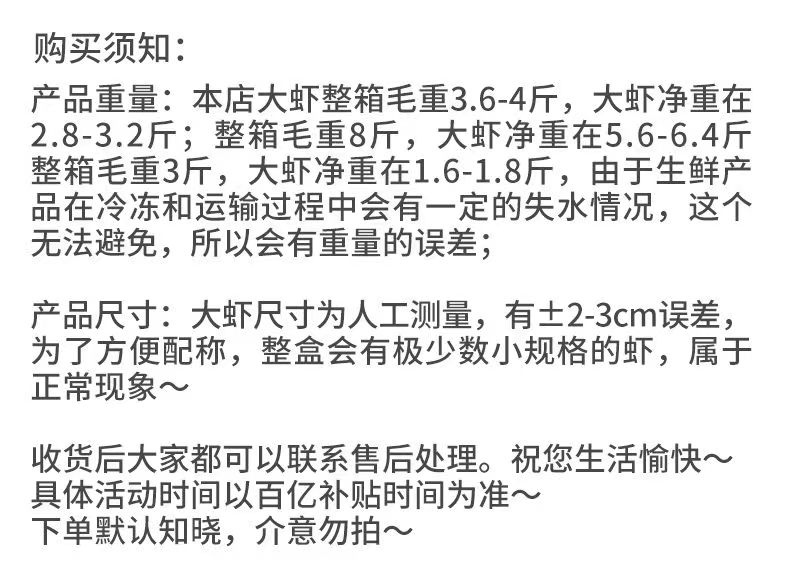 购买须知：
产品重量：本店大虾整箱毛重3.6-4斤，大虾净重在
2.8-3.2斤；整箱毛重8斤，大虾净重在5.6-6.4斤
整箱毛重3斤，大虾净重在1.6-1.8斤，由于生鲜产
品在冷冻和运输过程中会有一定的失水情况，这个
无法避免，所以会有重量的误差；
产品尺寸：大虾尺寸为人工测量，有±2-3cm误差，
为了方便配称，整盒会有极少数小规格的虾，属于
正常现象～
收货后大家都可以联系售后处理。祝您生活愉快～
具体活动时间以百亿补贴时间为准～
下单默认知晓，介意勿拍～